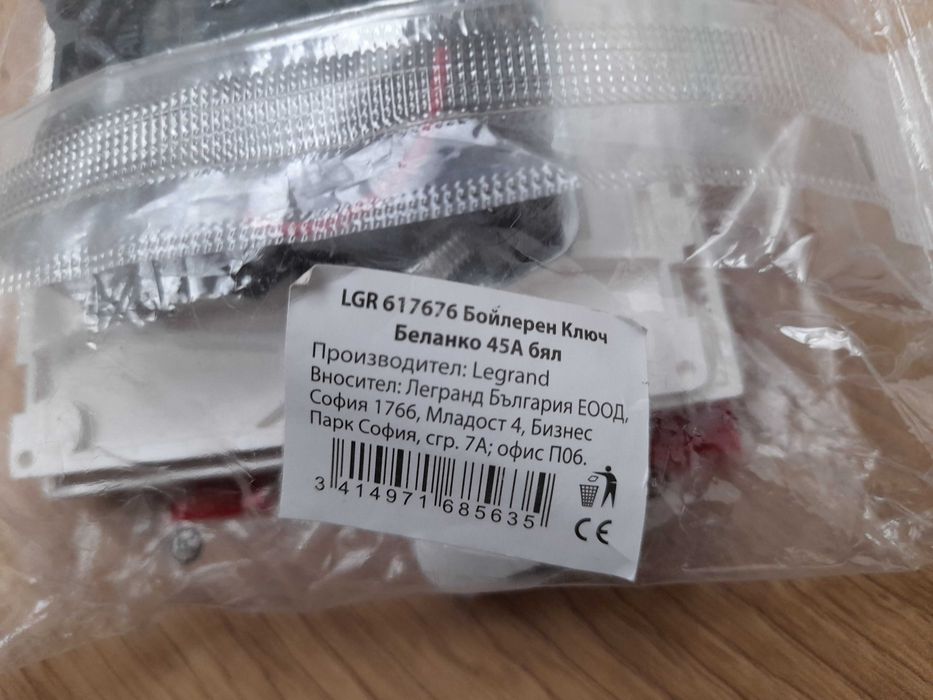 LGR 617676 Бойлерен Ключ
Беланко 45A бял
Производител: Legrand
Вносител: Легранд България ЕООД,
София 1766, Младост 4, Бизнес
Парк София, сгр. 7А; офис П06.
3 414971 685635
CE